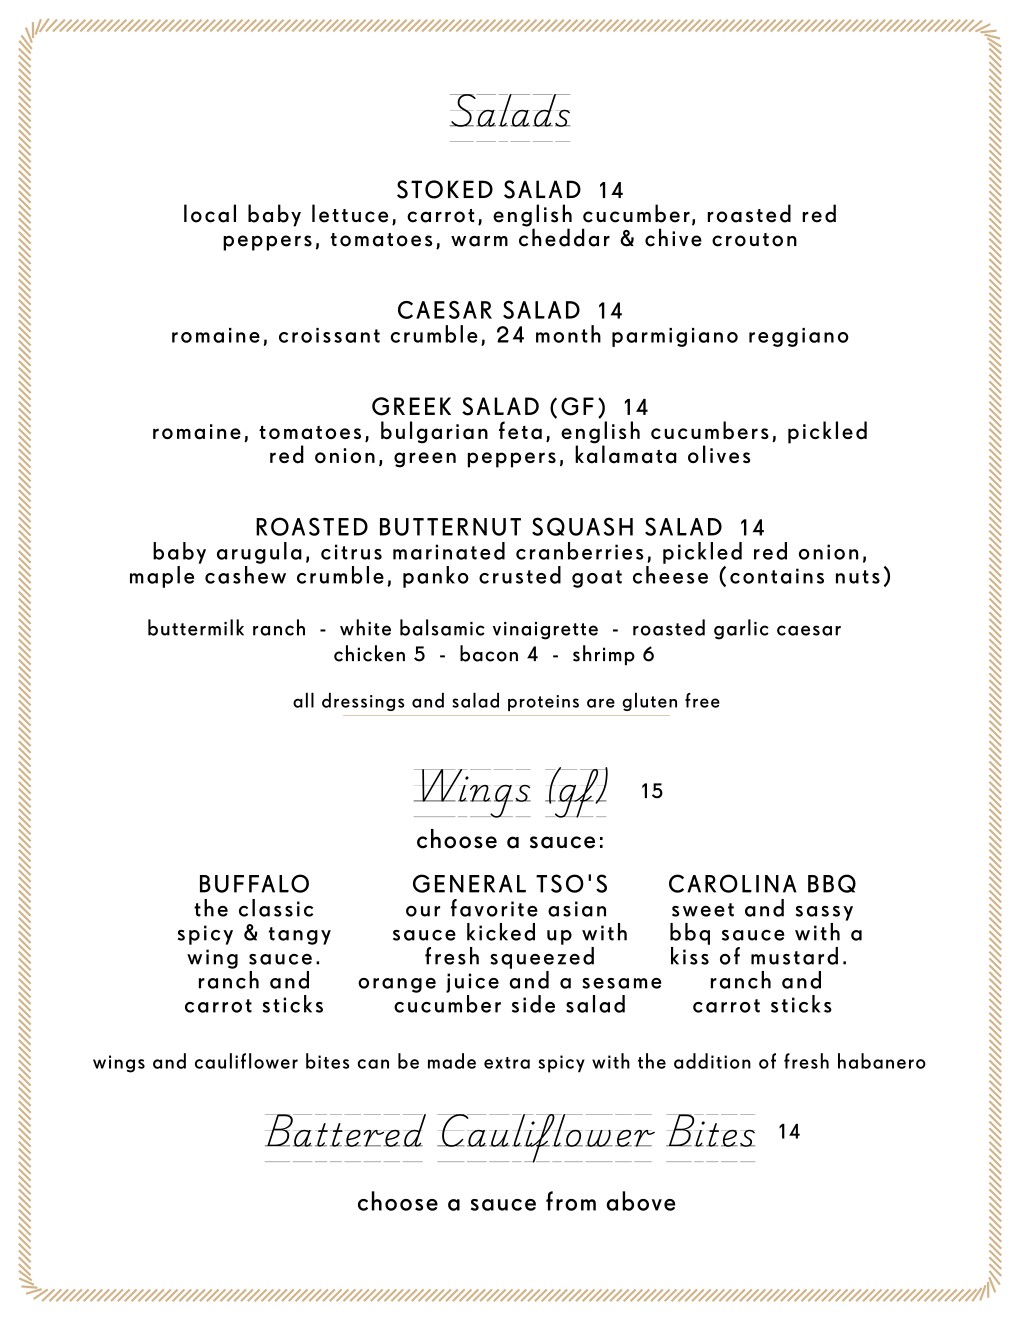 Salads
STOKED SALAD 14
local baby lettuce, carrot, english cucumber, roasted red
peppers, tomatoes, warm cheddar & chive crouton
CAESAR SALAD 14
romaine, croissant crumble, 24 month parmigiano reggiano
GREEK SALAD (GF) 14
romaine, tomatoes, bulgarian feta, english cucumbers, pickled
red onion, green peppers, kalamata olives
ROASTED BUTTERNUT SQUASH SALAD 14
baby arugula, citrus marinated cranberries, pickled red onion,
maple cashew crumble, panko crusted goat cheese (contains nuts)
buttermilk ranch - white balsamic vinaigrette - roasted garlic caesar
chicken 5 - bacon 4 - shrimp 6
all dressings and salad proteins are gluten free
Wings (gf) 15
choose a sauce:
BUFFALO
the classic
spicy & tangy
wing sauce.
ranch and
carrot sticks
GENERAL TSO'S
our favorite asian
sauce kicked up with
fresh squeezed
orange juice and a sesame
cucumber side salad
CAROLINA BBQ
sweet and sassy
bbq sauce with a
kiss of mustard.
ranch and
carrot sticks
wings and cauliflower bites can be made extra spicy with the addition of fresh habanero
Battered Cauliflower Bites 14
choose a sauce from above